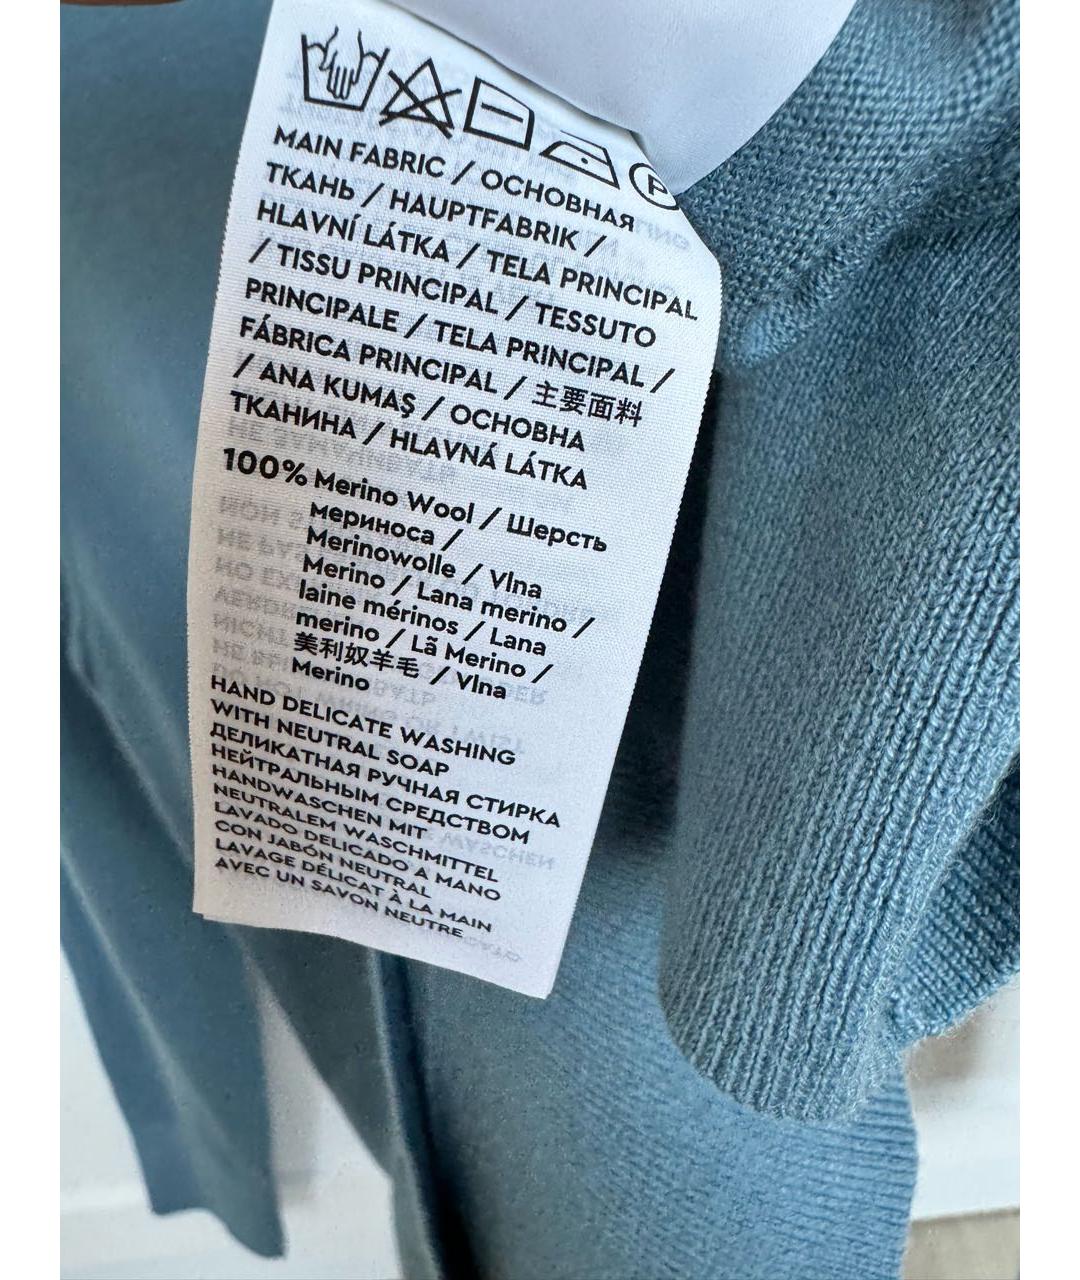 P
MAIN FABRIC / ОСНОВНАЯ
ТКАНЬ / HAUPTFABRIK /
HLAVNÍ LÁTKA / TELA PRINCIPAL
/ TISSU PRINCIPAL / TESSUTO
PRINCIPALE / TELA PRINCIPAL /
FÁBRICA PRINCIPAL / 主要面料
/ ANA KUMAŞ / ОСНОВНА
ТКАНИНА / HLAVNÁ LÁTKA
100% Merino Wool / Шерсть
мериноса /
Merinowolle / Vlna
Merino / Lana merino /
laine mérinos / Lana
merino / Lã Merino /
美利奴羊毛 / Vlna
Merino
HAND DELICATE WASHING
WITH NEUTRAL SOAP
ДЕЛИКАТНАЯ РУЧНАЯ СТИРКА
НЕЙТРАЛЬНЫМ СРЕДСТВОМ
HANDWASCHEN MIT
NEUTRALEM WASCHMITTEL
LAVADO DELICADO A MANO
CON JABÓN NEUTRAL
LAVAGE DÉLICAT À LA MAIN
AVEC UN SAVON NEUTRE